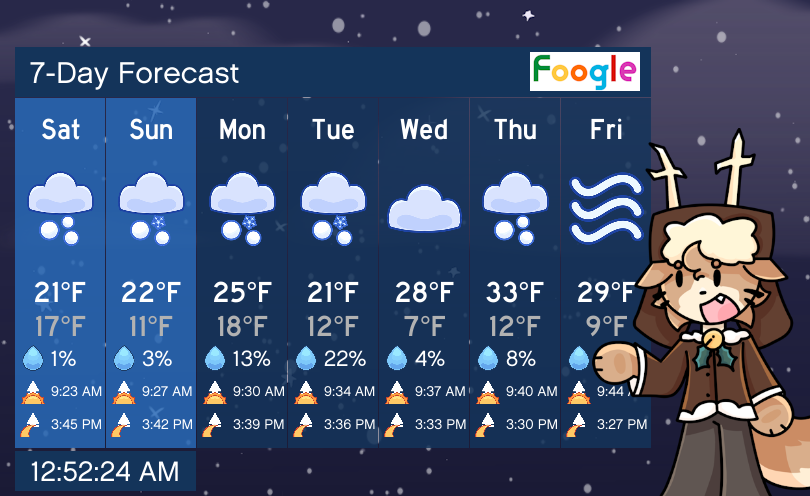 7-Day Forecast
Foogle
Sat Sun Mon Tue Wed Thu Fri
21°F 22°F 25°F 21°F 28°F 33°F 29°F
17°F 11°F 18°F 12°F 7°F 12°F 9°F
1% 3% 13% 22% 4% 8%
9:23 AM 9:27 AM 9:30 AM 9:34 AM 9:37 AM 9:40 AM 9:44
3:45 PM 3:42 PM 3:39 PM 3:36 PM 3:33 PM 3:30 PM 3:27 PM
12:52:24 AM